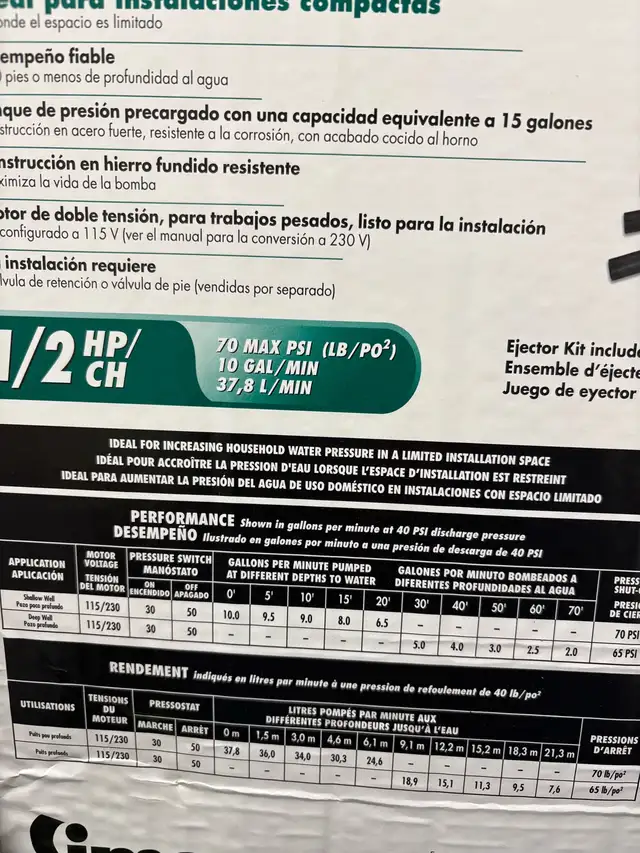 para instalaciones compactas
onde el espacio es limitado
empeño fiable
pies o menos de profundidad al agua
que de presión precargado con una capacidad equivalente a 15 galones
strucción en acero fuerte, resistente a la corrosión, con acabado cocido al horno
nstrucción en hierro fundido resistente
ximiza la vida de la bomba
otor de doble tensión, para trabajos pesados, listo para la instalación
configurado a 115 V (ver el manual para la conversión a 230 V)
instalación requiere
lvula de retención o válvula de pie (vendidas por separado)
1/2 HP/
CH
70 MAX PSI (LB/PO²)
10 GAL/MIN
37,8 L/MIN
Ejector Kit include
Ensemble d'éjecte
Juego de eyector
IDEAL FOR INCREASING HOUSEHOLD WATER PRESSURE IN A LIMITED INSTALLATION SPACE
IDÉAL POUR ACCROÎTRE LA PRESSION D'EAU LORSQUE L'ESPACE D'INSTALLATION EST RESTREINT
IDEAL PARA AUMENTAR LA PRESIÓN DEL AGUA DE USO DOMÉSTICO EN INSTALACIONES CON ESPACIO LIMITADO
PERFORMANCE Shown in gallons per minute at 40 PSI discharge pressure
DESEMPEÑO Ilustrado en galones por minuto a una presión de descarga de 40 PSI
APPLICATION APLICACIÓN MOTOR VOLTAGE TENSIÓN DEL MOTOR PRESSURE SWITCH MANÓSTATO ON ENCENDIDO OFF APAGADO
GALLONS PER MINUTE PUMPED AT DIFFERENT DEPTHS TO WATER GALONES POR MINUTO BOMBEADOS A DIFERENTES PROFUNDIDADES AL AGUA PRESS SHUT- PRESI DE CIER
0' 5' 10' 15' 20' 30' 40' 50' 60' 70'
Shallow Well Pozo poco profundo 115/230 30 50 10.0 9.5 9.0 8.0 6.5 – – – – – 70 PSI
Deep Well Pozo profundo 115/230 30 50 – – – – – 5.0 4.0 3.0 2.5 2.0 65 PSI
RENDEMENT indiqués en litres par minute à une pression de refoulement de 40 lb/po²
UTILISATIONS TENSIONS DU MOTEUR PRESSOSTAT MARCHE ARRÊT
LITRES POMPÉS PAR MINUTE AUX DIFFÉRENTES PROFONDEURS JUSQU'À L'EAU PRESSIONS D'ARRÊT
0 m 1,5 m 3,0 m 4,6 m 6,1 m 9,1 m 12,2 m 15,2 m 18,3 m 21,3 m
Puits peu profonds 115/230 30 50 37,8 36,0 34,0 30,3 24,6 – – – – – 70 lb/po²
Puits profonds 115/230 30 50 – – – – – 18,9 15,1 11,3 9,5 7,6 65 lb/po²